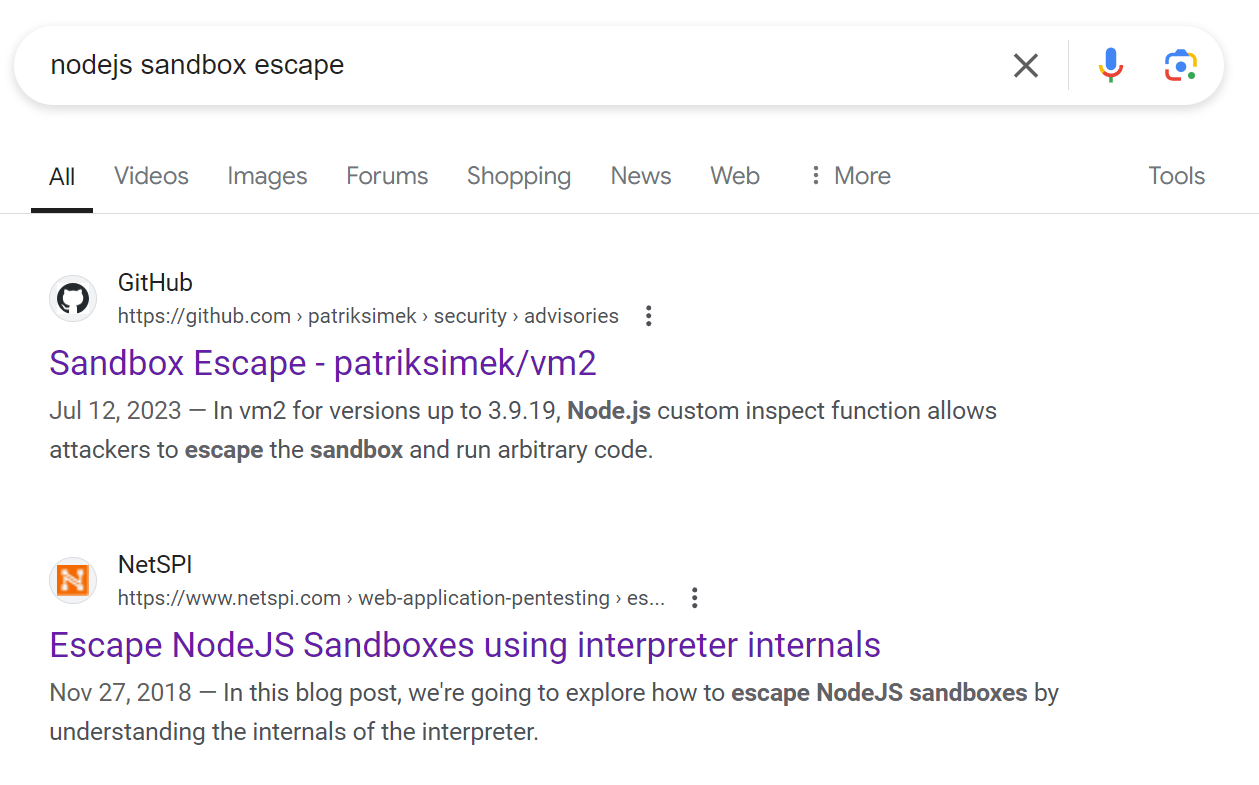 nodejs sandbox escape
All Videos Images Forums Shopping News Web More Tools
GitHub
https://github.com › patriksimek › security › advisories
Sandbox Escape - patriksimek/vm2
Jul 12, 2023 — In vm2 for versions up to 3.9.19, Node.js custom inspect function allows
attackers to escape the sandbox and run arbitrary code.
NetSPI
https://www.netspi.com › web-application-pentesting › es...
Escape NodeJS Sandboxes using interpreter internals
Nov 27, 2018 — In this blog post, we're going to explore how to escape NodeJS sandboxes by
understanding the internals of the interpreter.